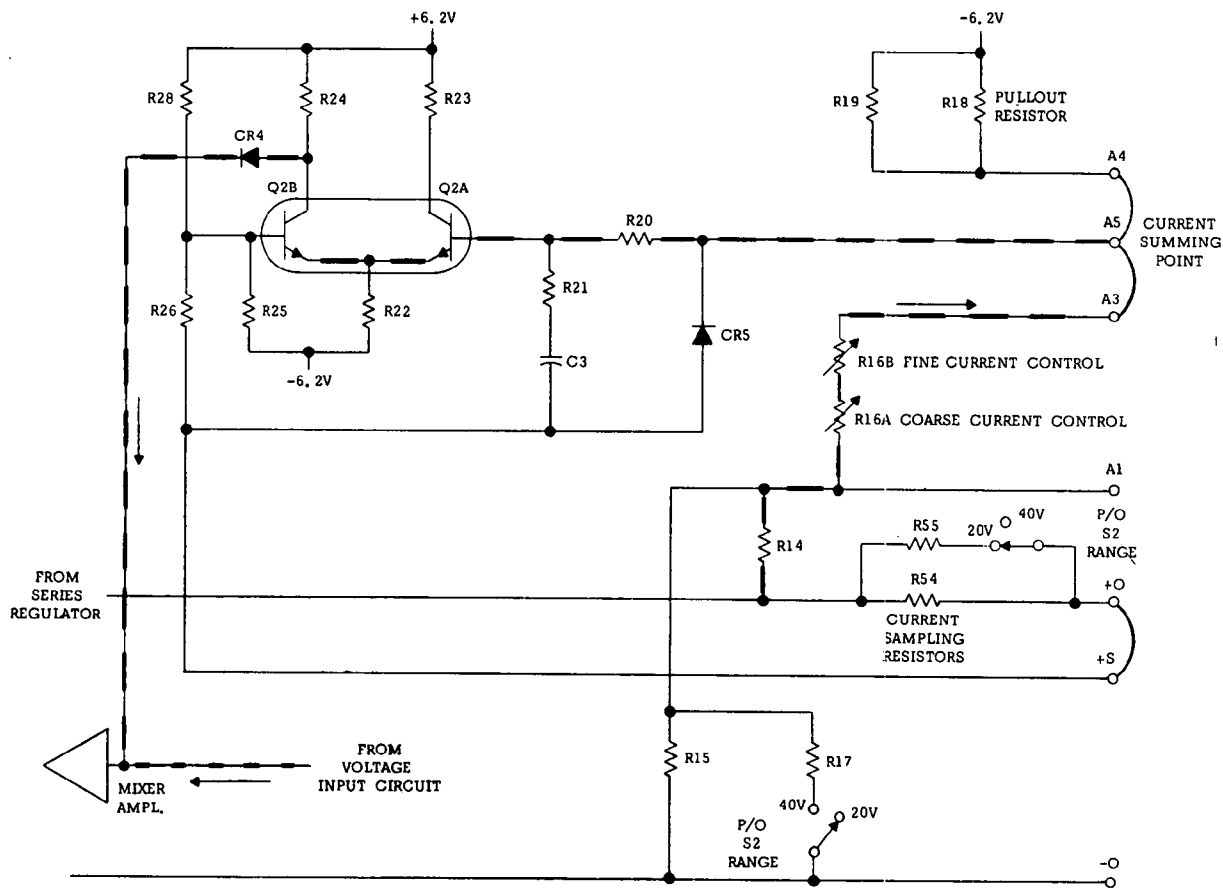 +6.2V
-6.2V
R28
R24
R23
R19
R18
PULLOUT
RESISTOR
CR4
A4
Q2B
Q2A
R20
A5
CURRENT
SUMMING
POINT
R26
R25
R22
R21
A3
CR5
C3
-6.2V
R16B FINE CURRENT CONTROL
R16A COARSE CURRENT CONTROL
A1
R14
R55
20V
40V
P/O
S2
RANGE
FROM
SERIES
REGULATOR
R54
+O
CURRENT
SAMPLING
RESISTORS
+S
R15
R17
FROM
VOLTAGE
INPUT CIRCUIT
MIXER
AMPL.
40V
20V
P/O
S2
RANGE
-O